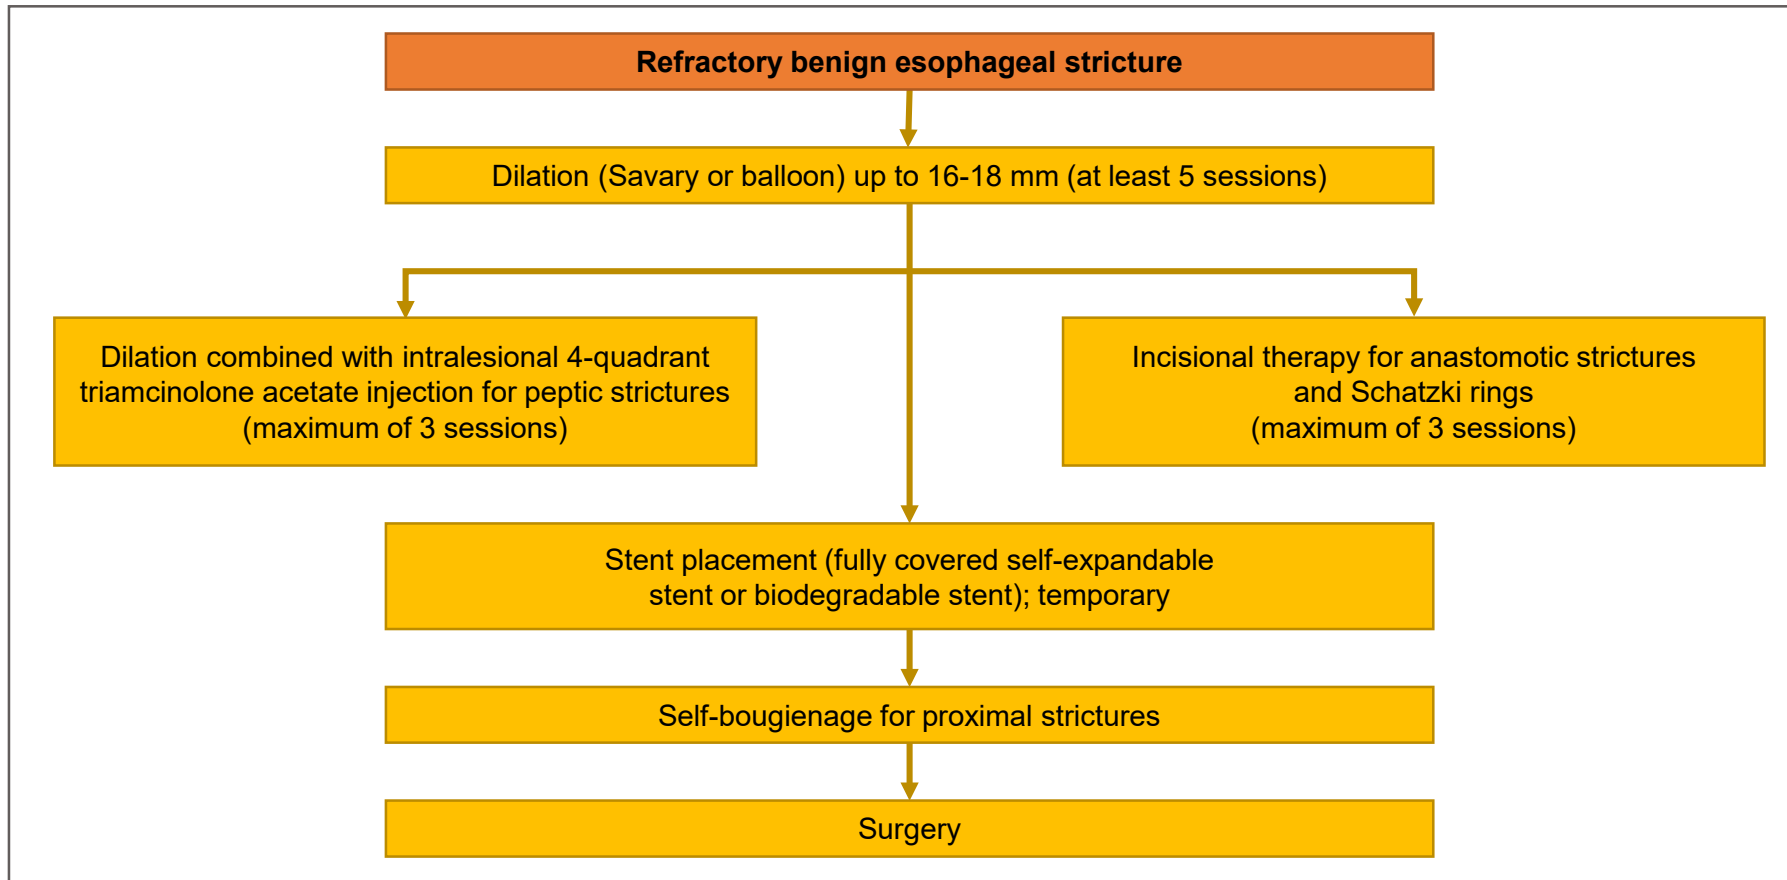 Refractory benign esophageal stricture
Dilation (Savary or balloon) up to 16-18 mm (at least 5 sessions)
Dilation combined with intralesional 4-quadrant
triamcinolone acetate injection for peptic strictures
(maximum of 3 sessions)
Incisional therapy for anastomotic strictures
and Schatzki rings
(maximum of 3 sessions)
Stent placement (fully covered self-expandable
stent or biodegradable stent); temporary
Self-bougienage for proximal strictures
Surgery